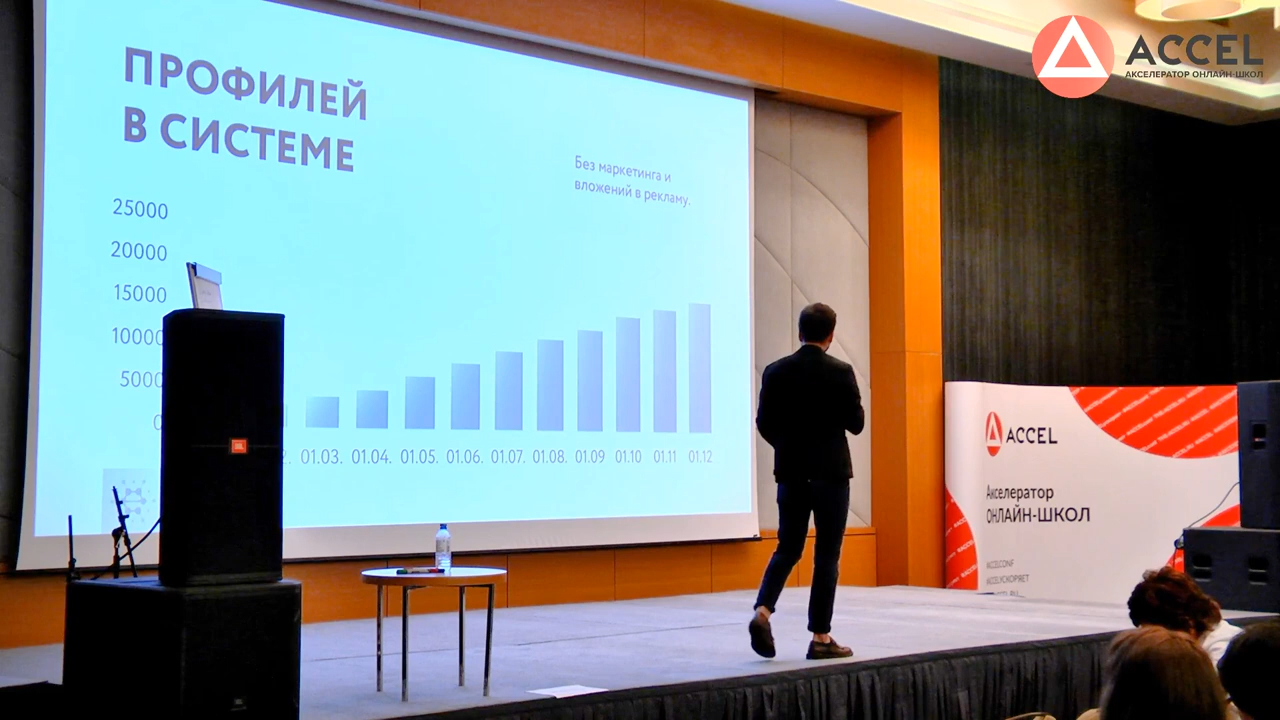 ПРОФИЛЕЙ
В СИСТЕМЕ
Без маркетинга и
вложений в рекламу.
25000
20000
15000
10000
5000
0
01.03. 01.04. 01.05. 01.06. 01.07. 01.08. 01.09 01.10 01.11 01.12
ACCEL
АКСЕЛЕРАТОР ОНЛАЙН-ШКОЛ
ACCEL
Акселератор
ОНЛАЙН-ШКОЛ
JBL